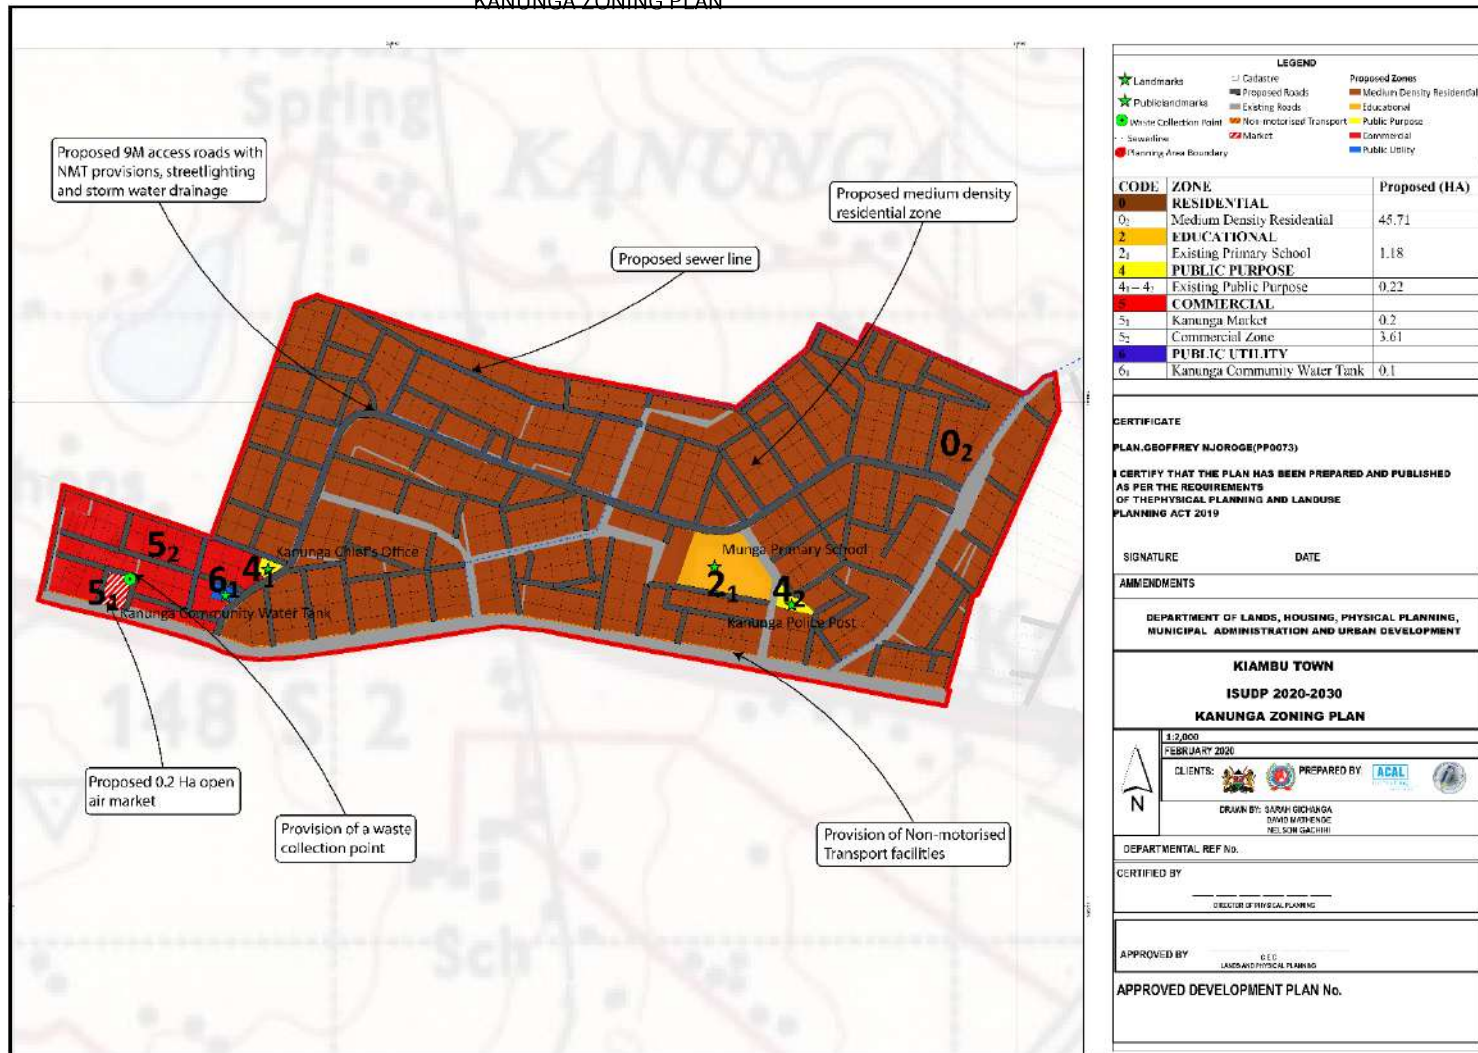 KANUNGA ZONING PLAN
Spring
KANUNGA
Proposed 9M access roads with
NMT provisions, streetlighting
and storm water drainage
Proposed sewer line
Proposed medium density
residential zone
0₂
5₂
Kanunga Chief's Office
4₁
6₁
5₁
Kanunga Community Water Tank
Munga Primary School
2₁
4₂
Kanunga Police Post
148 S 2
Proposed 0.2 Ha open
air market
Provision of a waste
collection point
Provision of Non-motorised
Transport facilities
Sch
LEGEND
Landmarks
Publiclandmarks
Waste Collection Point
Sewerline
Planning Area Boundary
Cadastre
Proposed Roads
Existing Roads
Non-motorised Transport
Market
Proposed Zones
Medium Density Residential
Educational
Public Purpose
Commercial
Public Utility
CODE ZONE Proposed (HA)
0 RESIDENTIAL
0₂ Medium Density Residential 45.71
2 EDUCATIONAL
2₁ Existing Primary School 1.18
4 PUBLIC PURPOSE
4₁– 4₂ Existing Public Purpose 0.22
5 COMMERCIAL
5₁ Kanunga Market 0.2
5₂ Commercial Zone 3.61
6 PUBLIC UTILITY
6₁ Kanunga Community Water Tank 0.1
CERTIFICATE
PLAN.GEOFFREY NJOROGE(PP0073)
I CERTIFY THAT THE PLAN HAS BEEN PREPARED AND PUBLISHED
AS PER THE REQUIREMENTS
OF THEPHYSICAL PLANNING AND LANDUSE
PLANNING ACT 2019
SIGNATURE DATE
AMMENDMENTS
DEPARTMENT OF LANDS, HOUSING, PHYSICAL PLANNING,
MUNICIPAL ADMINISTRATION AND URBAN DEVELOPMENT
KIAMBU TOWN
ISUDP 2020-2030
KANUNGA ZONING PLAN
1:2,000
FEBRUARY 2020
CLIENTS: PREPARED BY: ACAL
N
DRAWN BY: SARAH GICHANGA
DAVID MATHENGE
NELSON GACHIHI
DEPARTMENTAL REF No.
CERTIFIED BY
DIRECTOR OF PHYSICAL PLANNING
APPROVED BY
CEC
LANDS AND PHYSICAL PLANNING
APPROVED DEVELOPMENT PLAN No.